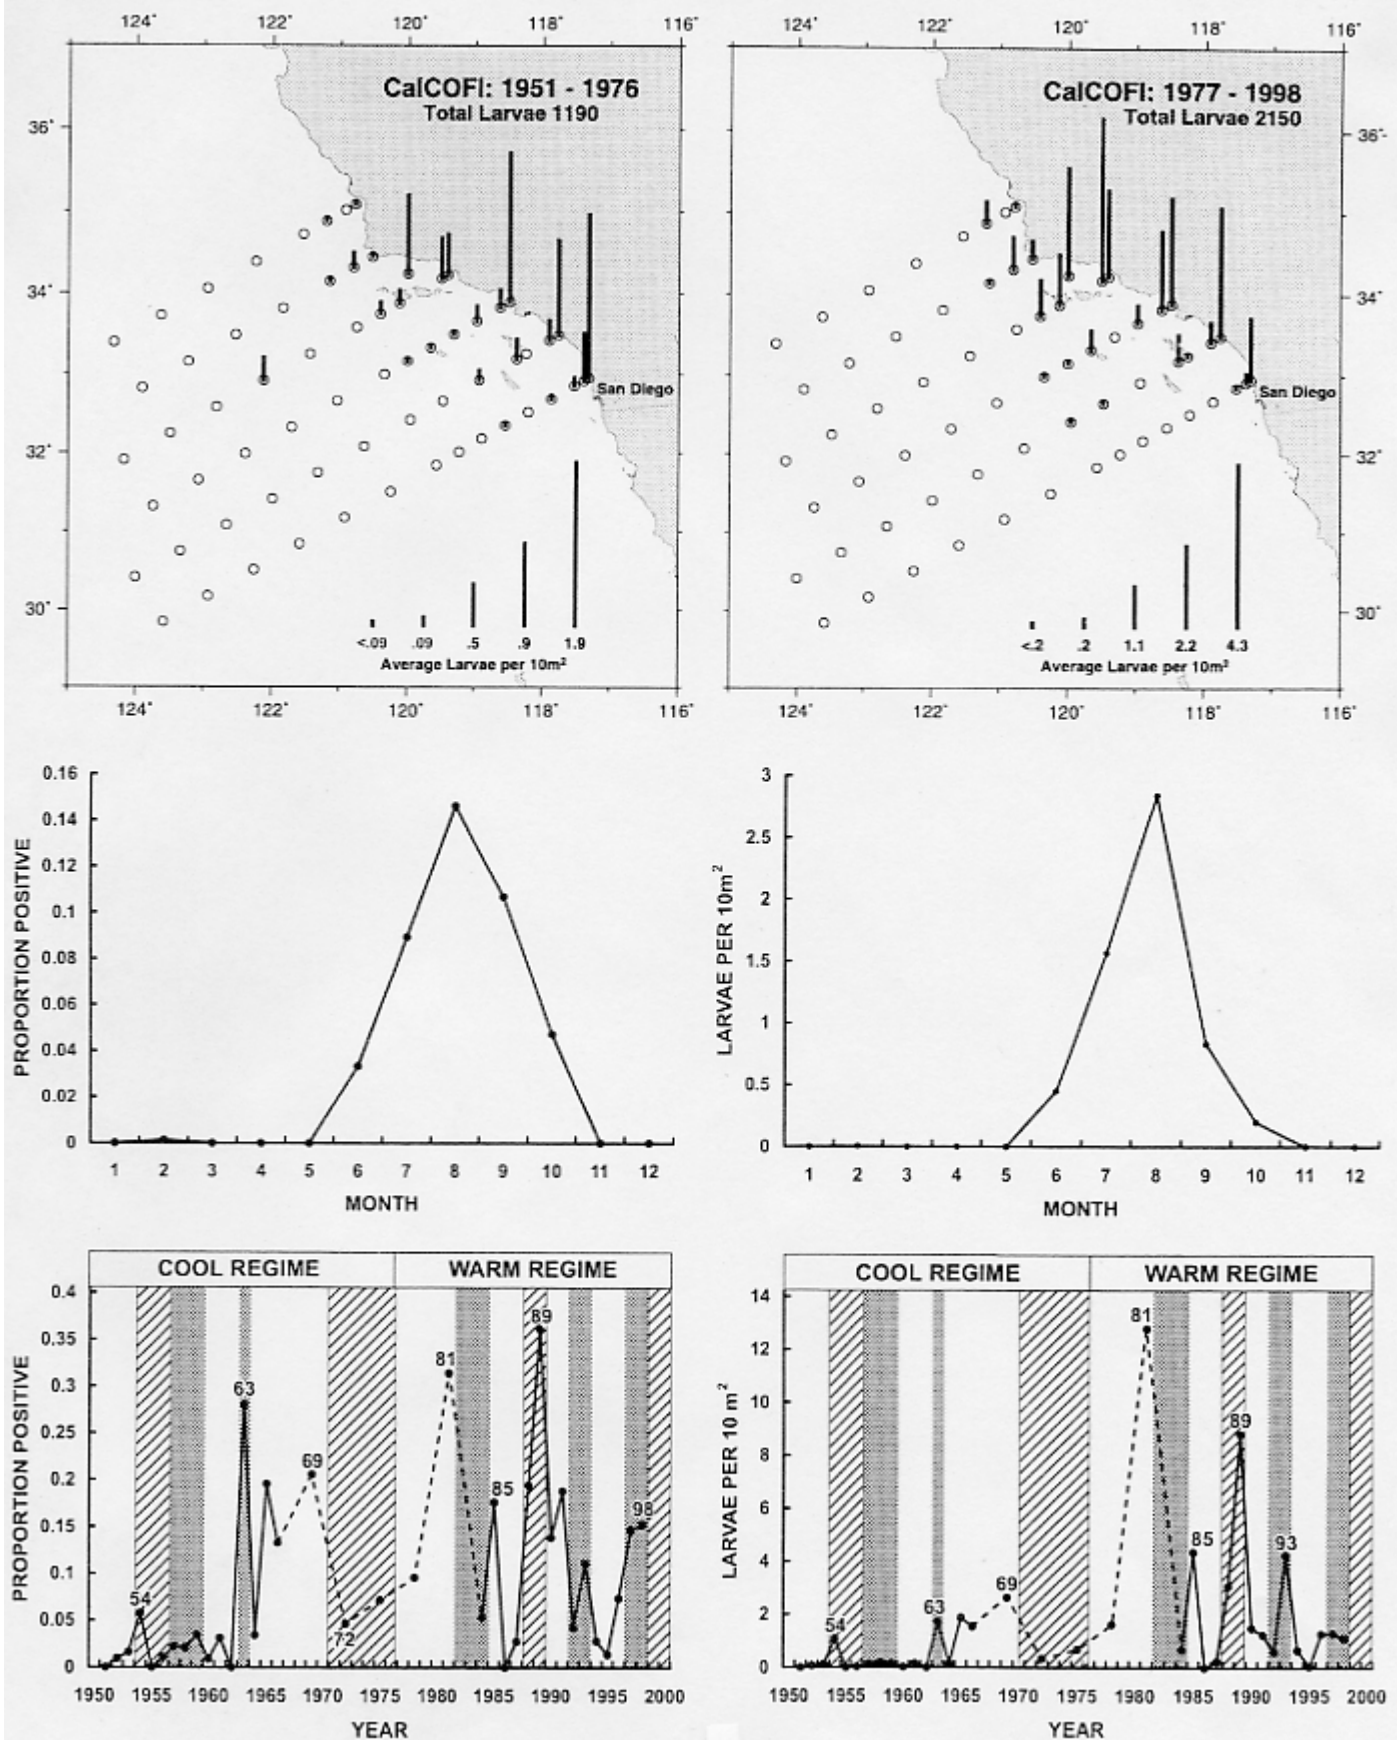 124° 122° 120° 118° 116°
CalCOFI: 1951 - 1976
Total Larvae 1190
36°
34°
32°
30°
San Diego
<.09 .09 .5 .9 1.9
Average Larvae per 10m²
124° 122° 120° 118° 116°
124° 122° 120° 118° 116°
CalCOFI: 1977 - 1998
Total Larvae 2150
36°
34°
32°
30°
San Diego
<.2 .2 1.1 2.2 4.3
Average Larvae per 10m²
124° 122° 120° 118° 116°
PROPORTION POSITIVE
0.16
0.14
0.12
0.1
0.08
0.06
0.04
0.02
0
1 2 3 4 5 6 7 8 9 10 11 12
MONTH
LARVAE PER 10m²
3
2.5
2
1.5
1
0.5
0
1 2 3 4 5 6 7 8 9 10 11 12
MONTH
COOL REGIME WARM REGIME
PROPORTION POSITIVE
0.4
0.35
0.3
0.25
0.2
0.15
0.1
0.05
0
54
63
69
72
81
85
89
98
1950 1955 1960 1965 1970 1975 1980 1985 1990 1995 2000
YEAR
COOL REGIME WARM REGIME
LARVAE PER 10 m²
14
12
10
8
6
4
2
0
54
63
69
81
85
89
93
1950 1955 1960 1965 1970 1975 1980 1985 1990 1995 2000
YEAR